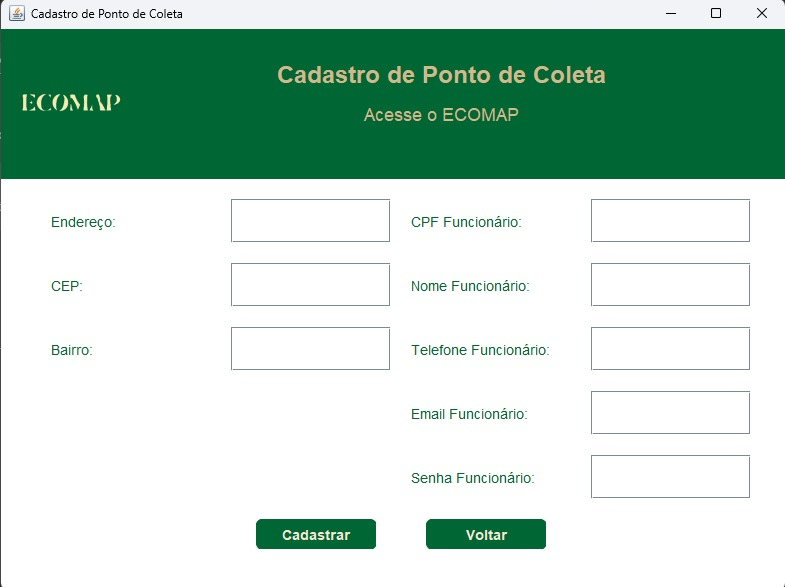 Cadastro de Ponto de Coleta
ECOMAP
Cadastro de Ponto de Coleta
Acesse o ECOMAP
Endereço:
CPF Funcionário:
CEP:
Nome Funcionário:
Bairro:
Telefone Funcionário:
Email Funcionário:
Senha Funcionário:
Cadastrar
Voltar